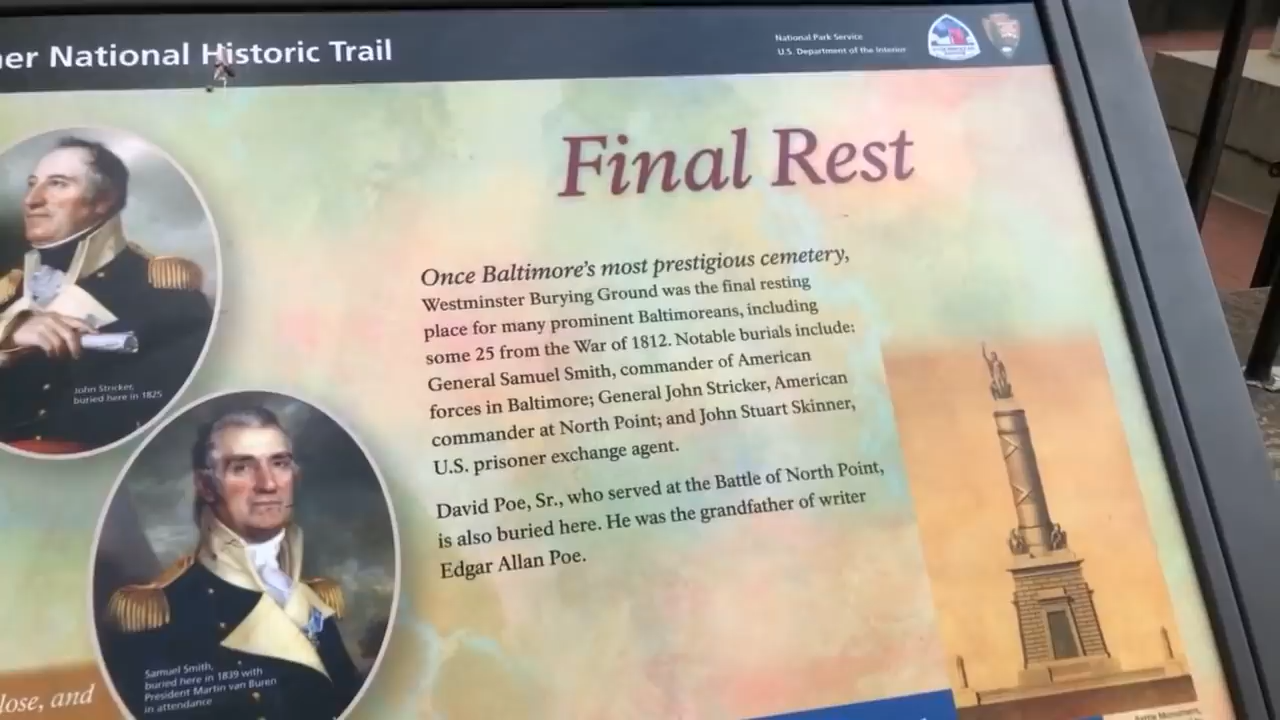 er National Historic Trail
National Park Service
U.S. Department of the Interior
Final Rest
Once Baltimore's most prestigious cemetery,
Westminster Burying Ground was the final resting
place for many prominent Baltimoreans, including
some 25 from the War of 1812. Notable burials include:
General Samuel Smith, commander of American
forces in Baltimore; General John Stricker, American
commander at North Point; and John Stuart Skinner,
U.S. prisoner exchange agent.
David Poe, Sr., who served at the Battle of North Point,
is also buried here. He was the grandfather of writer
Edgar Allan Poe.
John Stricker,
buried here in 1825
Samuel Smith,
buried here in 1839 with
President Martin van Buren
in attendance
lose, and
Battle Monument,